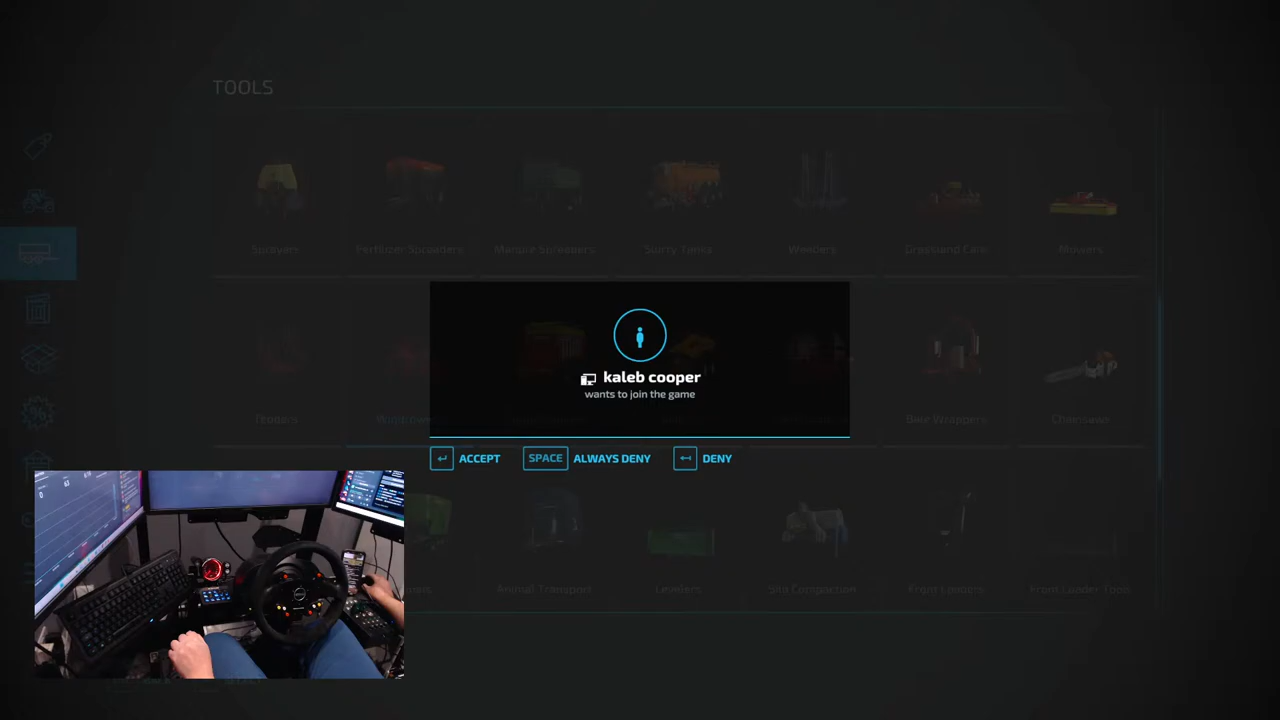 TOOLS
Sprayers
Fertilizer Spreaders
Manure Spreaders
Slurry Tanks
Weeders
Grassland Care
Mowers
kaleb cooper
wants to join the game
Tedders
Windrowers
Bale Wrappers
Chainsaws
ACCEPT
SPACE
ALWAYS DENY
DENY
Animal Transport
Levelers
Silo Compaction
Front Loaders
Front Loader Tools